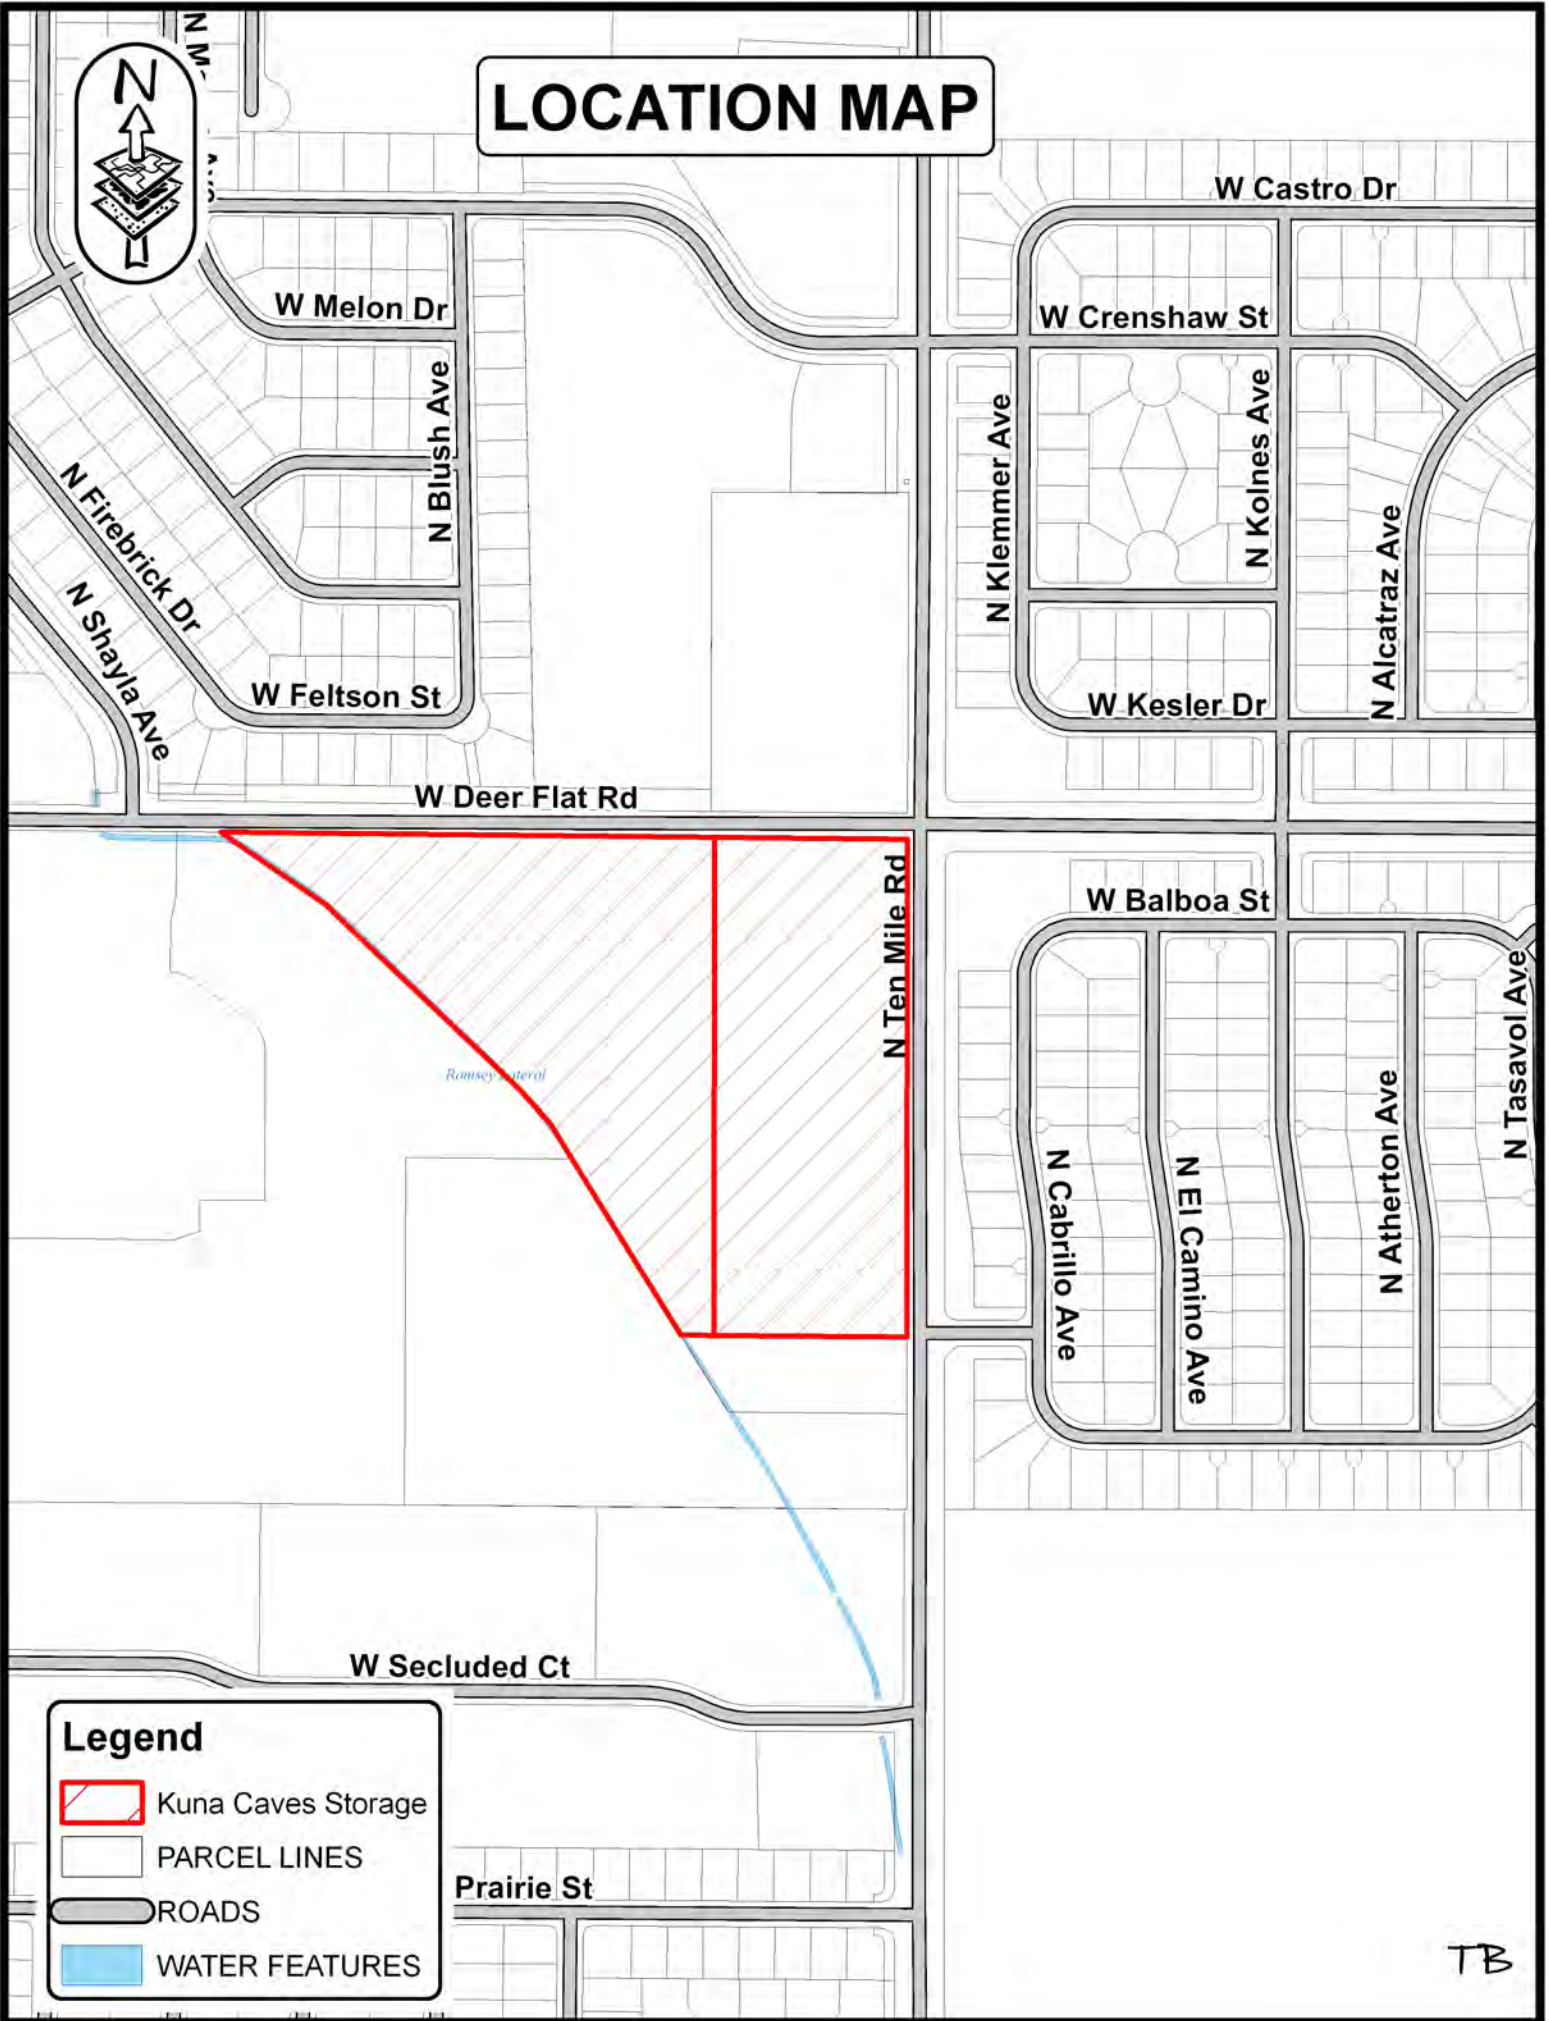 N M
LOCATION MAP
N
W Castro Dr
W Melon Dr
W Crenshaw St
N Blush Ave
N Klemmer Ave
N Kolnes Ave
N Firebrick Dr
N Alcatraz Ave
N Shayla Ave
W Feltson St
W Kesler Dr
W Deer Flat Rd
N Ten Mile Rd
W Balboa St
N Tasavol Ave
Ramsey Lateral
N Atherton Ave
N Cabrillo Ave
N El Camino Ave
W Secluded Ct
Legend
Kuna Caves Storage
PARCEL LINES
ROADS
WATER FEATURES
Prairie St
TB